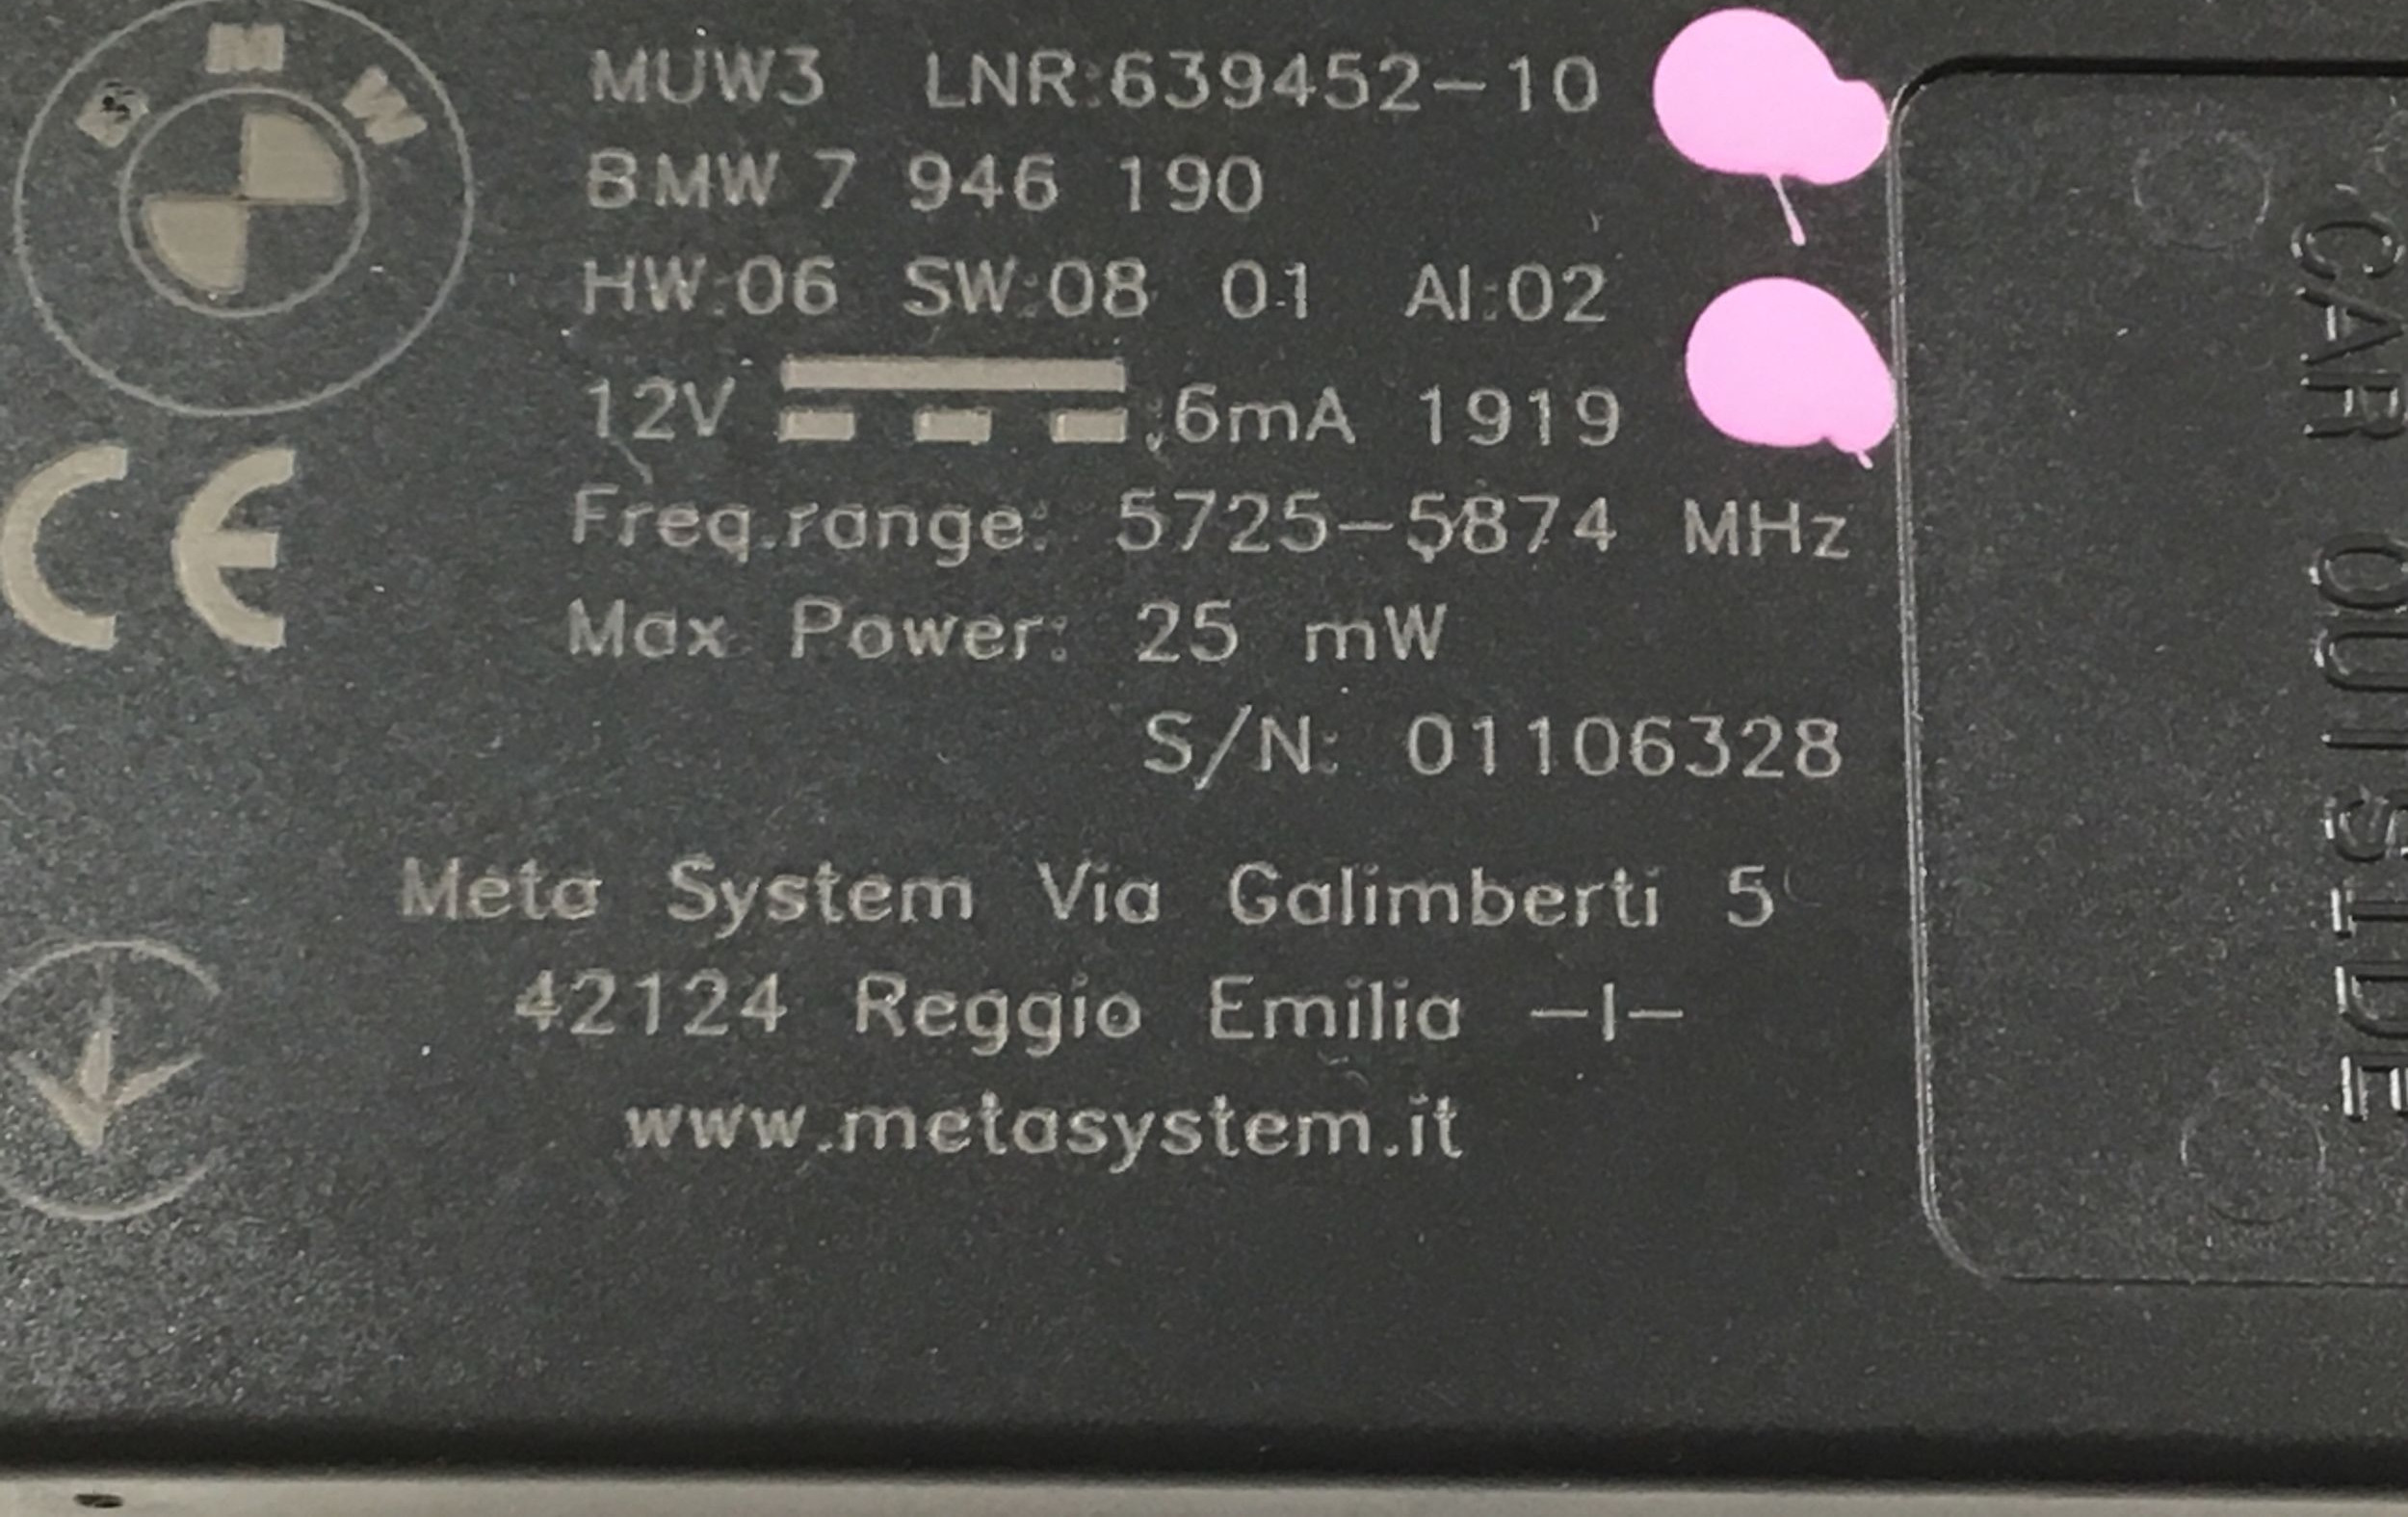 BMW
MUW3 LNR:639452-10
BMW 7 946 190
HW:06 SW:08 01 AI:02
12V ,6mA 1919
Freq.range: 5725-5874 MHz
Max Power: 25 mW
S/N: 01106328
CE
Meta System Via Galimberti 5
42124 Reggio Emilia -I-
www.metasystem.it
CAR OUTSIDE